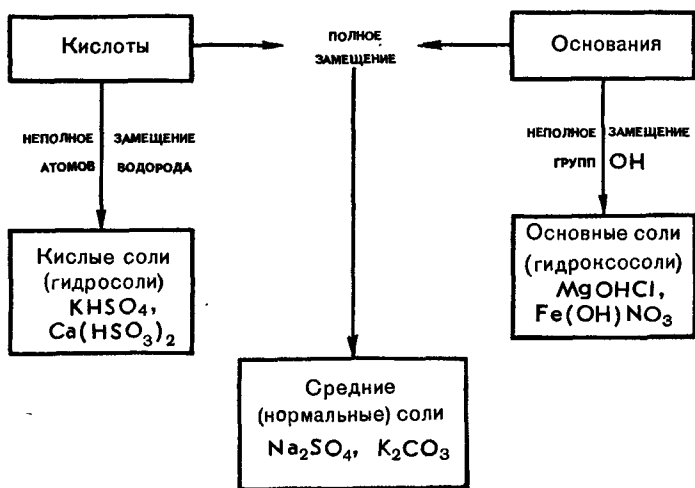 Кислоты
ПОЛНОЕ
ЗАМЕЩЕНИЕ
Основания
НЕПОЛНОЕ ЗАМЕЩЕНИЕ
АТОМОВ ВОДОРОДА
НЕПОЛНОЕ ЗАМЕЩЕНИЕ
ГРУПП OH
Кислые соли
(гидросоли)
KHSO₄,
Ca(HSO₃)₂
Основные соли
(гидроксосоли)
MgOHCl,
Fe(OH)NO₃
Средние
(нормальные) соли
Na₂SO₄, K₂CO₃